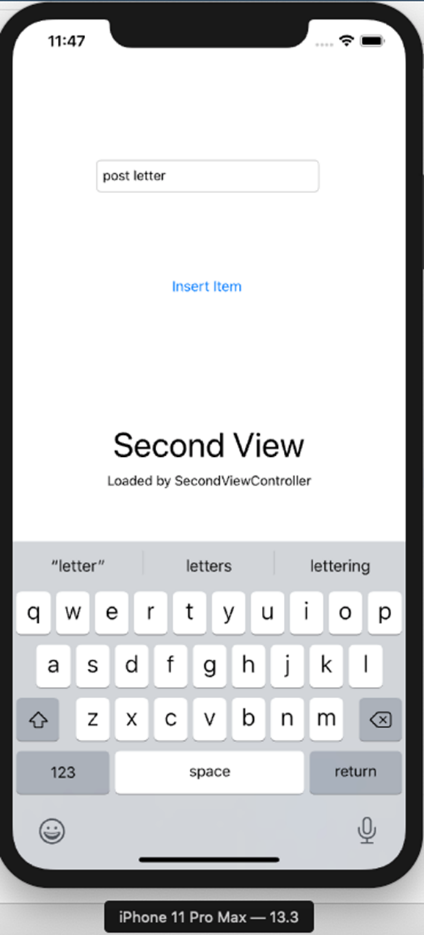 11:47
post letter
Insert Item
Second View
Loaded by SecondViewController
“letter” letters lettering
q w e r t y u i o p
a s d f g h j k l
z x c v b n m
123 space return
iPhone 11 Pro Max — 13.3